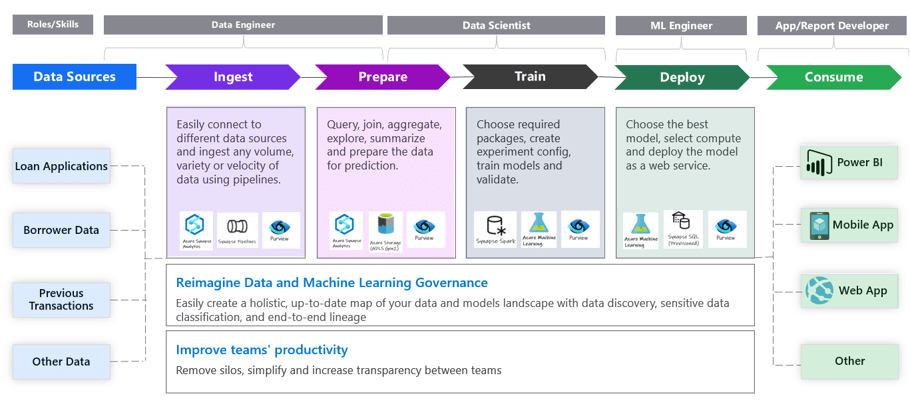 Roles/Skills
Data Engineer
Data Scientist
ML Engineer
App/Report Developer
Data Sources
Ingest
Prepare
Train
Deploy
Consume
Loan Applications
Borrower Data
Previous
Transactions
Other Data
Easily connect to
different data sources
and ingest any volume,
variety or velocity of
data using pipelines.
Azure Synapse
Analytics
Synapse Pipelines
Purview
Query, join, aggregate,
explore, summarize
and prepare the data
for prediction.
Azure Synapse
Analytics
Azure Storage
(ADLS Gen2)
Purview
Choose required
packages, create
experiment config,
train models and
validate.
Synapse Spark
Azure Machine
Learning
Purview
Choose the best
model, select compute
and deploy the model
as a web service.
Azure Machine
Learning
Synapse SQL
(Provisioned)
Purview
Power BI
Mobile App
Web App
Other
Reimagine Data and Machine Learning Governance
Easily create a holistic, up-to-date map of your data and models landscape with data discovery, sensitive data
classification, and end-to-end lineage
Improve teams' productivity
Remove silos, simplify and increase transparency between teams